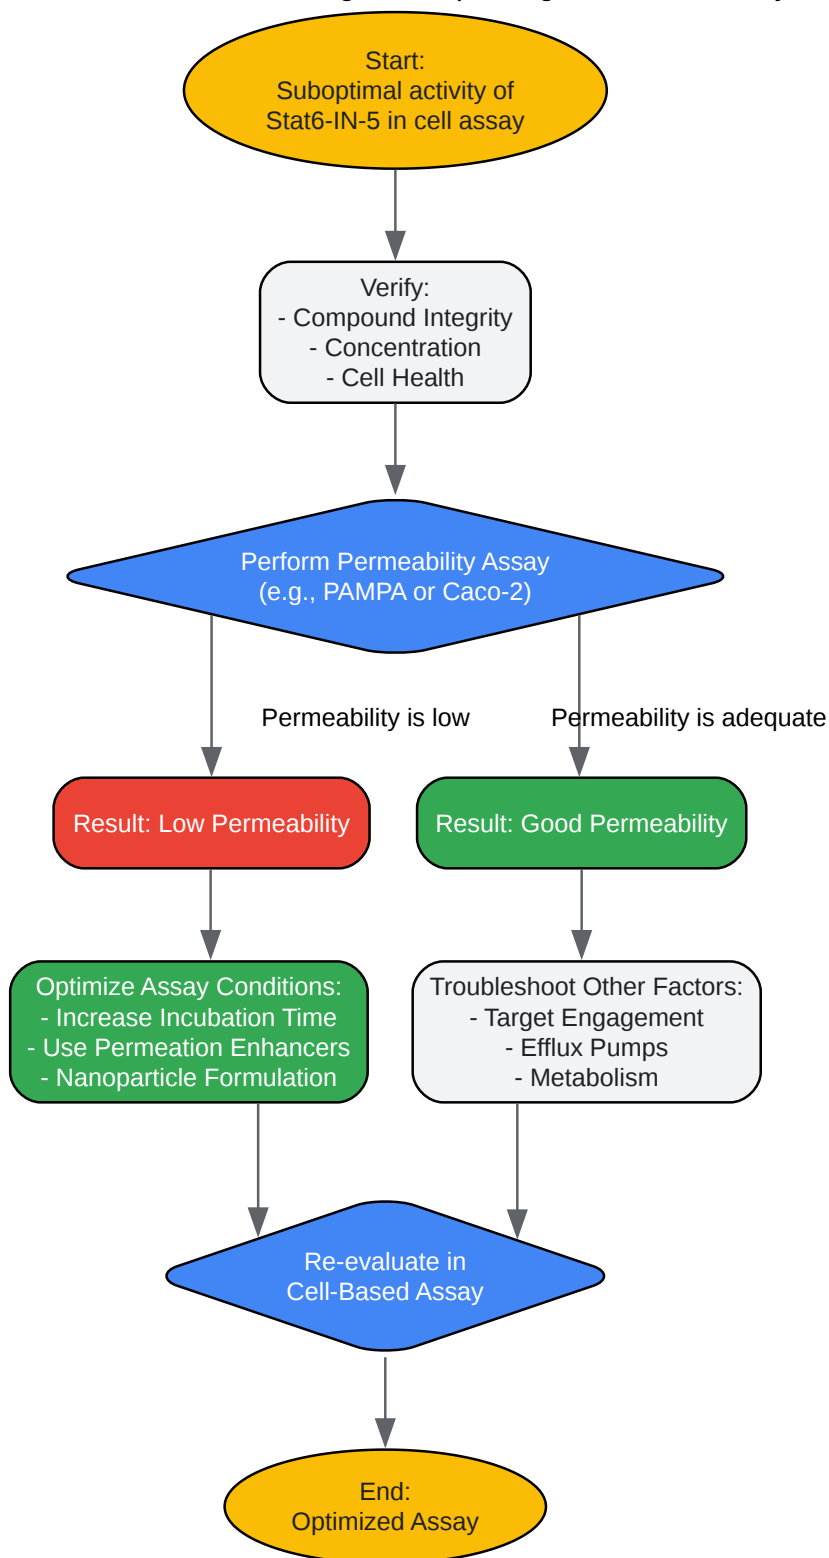 Start:
Suboptimal activity of
Stat6-IN-5 in cell assay
Verify:
- Compound Integrity
- Concentration
- Cell Health
Perform Permeability Assay
(e.g., PAMPA or Caco-2)
Permeability is low
Permeability is adequate
Result: Low Permeability
Result: Good Permeability
Optimize Assay Conditions:
- Increase Incubation Time
- Use Permeation Enhancers
- Nanoparticle Formulation
Troubleshoot Other Factors:
- Target Engagement
- Efflux Pumps
- Metabolism
Re-evaluate in
Cell-Based Assay
End:
Optimized Assay